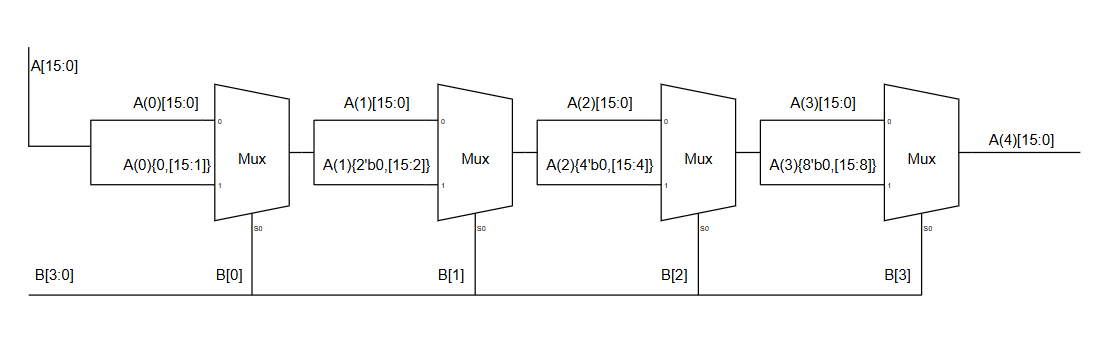 A[15:0]
A(0)[15:0]
A(1)[15:0]
A(2)[15:0]
A(3)[15:0]
0
0
0
0
A(4)[15:0]
A(0){0,[15:1]}
Mux
A(1){2'b0,[15:2]}
Mux
A(2){4'b0,[15:4]}
Mux
A(3){8'b0,[15:8]}
Mux
1
1
1
1
S0
S0
S0
S0
B[3:0]
B[0]
B[1]
B[2]
B[3]